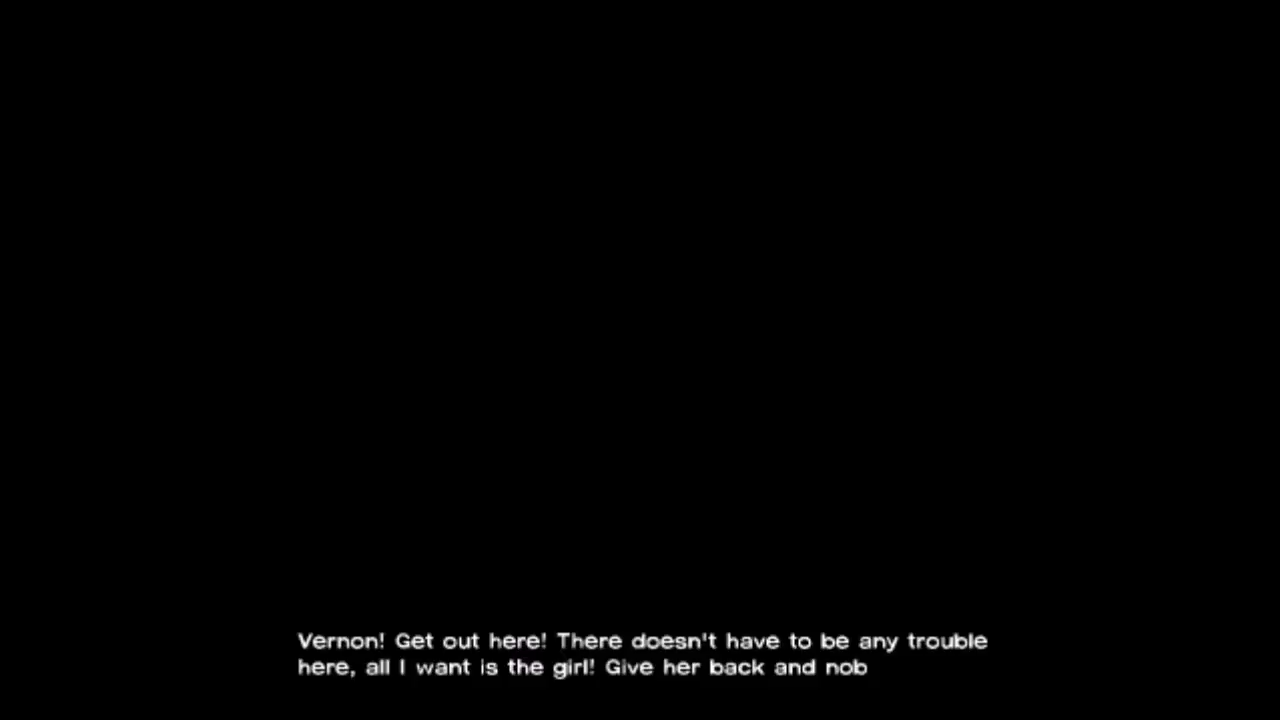 Vernon! Get out here! There doesn't have to be any trouble
here, all I want is the girl! Give her back and nob